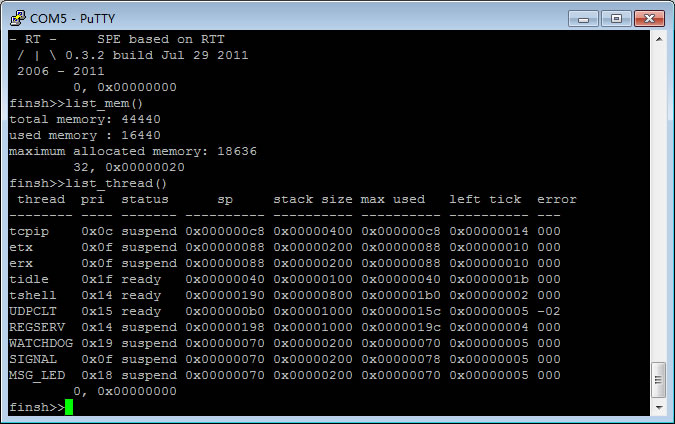 COM5 - PuTTY
- RT -     SPE based on RTT
 / | \ 0.3.2 build Jul 29 2011
 2006 - 2011
        0, 0x00000000
finsh>>list_mem()
total memory: 44440
used memory : 16440
maximum allocated memory: 18636
        32, 0x00000020
finsh>>list_thread()
 thread  pri  status      sp     stack size max used   left tick  error
-------- ---- ------- ---------- ---------- ---------- ---------- ---
tcpip    0x0c suspend 0x000000c8 0x00000400 0x000000c8 0x00000014 000
etx      0x0f suspend 0x00000088 0x00000200 0x00000088 0x00000010 000
erx      0x0f suspend 0x00000088 0x00000200 0x00000088 0x00000010 000
tidle    0x1f ready   0x00000040 0x00000100 0x00000040 0x0000001b 000
tshell   0x14 ready   0x00000190 0x00000800 0x000001b0 0x00000002 000
UDPCLT   0x15 ready   0x000000b0 0x00001000 0x0000015c 0x00000005 -02
REGSERV  0x14 suspend 0x00000198 0x00001000 0x0000019c 0x00000004 000
WATCHDOG 0x19 suspend 0x00000070 0x00000200 0x00000070 0x00000005 000
SIGNAL   0x0f suspend 0x00000070 0x00000200 0x00000078 0x00000005 000
MSG_LED  0x18 suspend 0x00000070 0x00000200 0x00000070 0x00000005 000
        0, 0x00000000
finsh>>